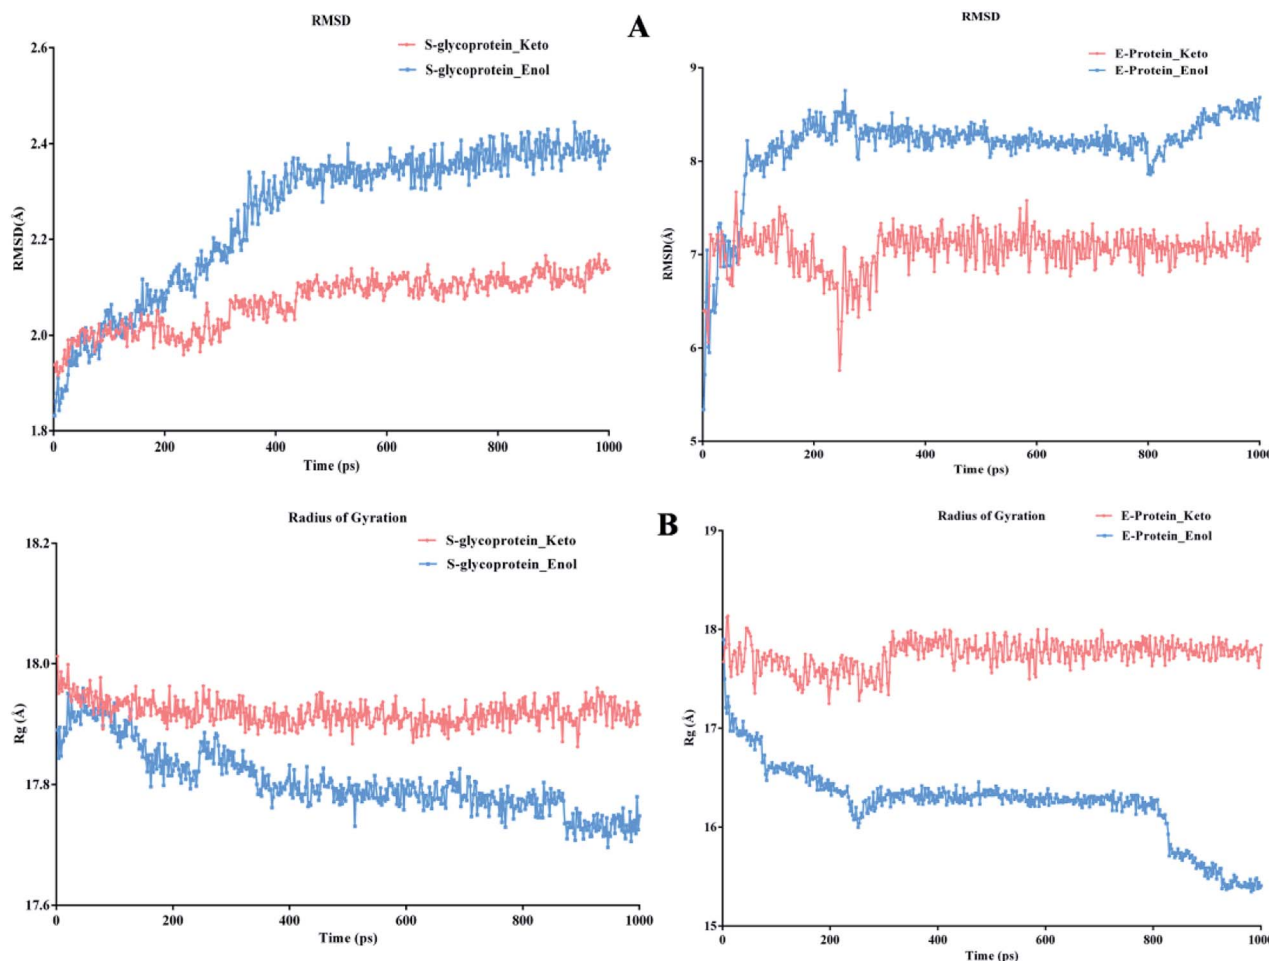 RMSD
2.6
2.4
2.2
2.0
1.8
RMSD(Å)
S-glycoprotein_Keto
S-glycoprotein_Enol
0 200 400 600 800 1000
Time (ps)
A
RMSD
9
8
7
6
5
RMSD(Å)
E-Protein_Keto
E-Protein_Enol
0 200 400 600 800 1000
Time (ps)
Radius of Gyration
18.2
18.0
17.8
17.6
Rg (Å)
S-glycoprotein_Keto
S-glycoprotein_Enol
0 200 400 600 800 1000
Time (ps)
B
Radius of Gyration
19
18
17
16
15
Rg (Å)
E-Protein_Keto
E-Protein_Enol
0 200 400 600 800 1000
Time (ps)